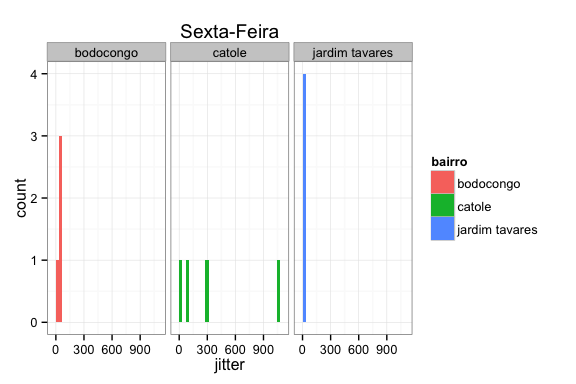 Sexta-Feira
bodocongo catole jardim tavares
4
3
2
1
0
count
0 300 600 900 0 300 600 900 0 300 600 900
jitter
bairro
bodocongo
catole
jardim tavares